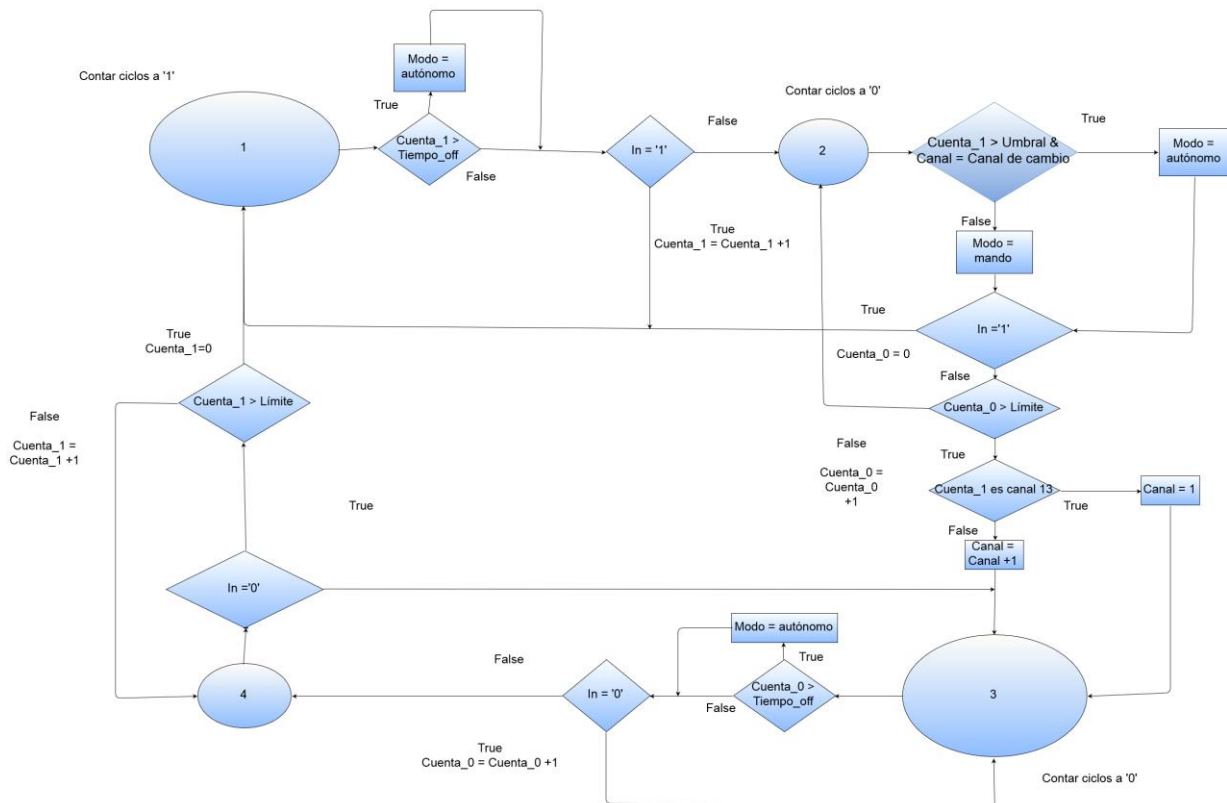 Contar ciclos a '1'
1
True
Modo =
autónomo
Cuenta_1 >
Tiempo_off
False
In = '1'
False
True
Cuenta_1 = Cuenta_1 +1
Contar ciclos a '0'
2
Cuenta_1 > Umbral &
Canal = Canal de cambio
True
Modo =
autónomo
False
Modo =
mando
True
In ='1'
Cuenta_0 = 0
False
Cuenta_0 > Límite
False
Cuenta_0 =
Cuenta_0
+1
True
Cuenta_1 es canal 13
True
Canal = 1
False
Canal =
Canal +1
3
Contar ciclos a '0'
Cuenta_0 >
Tiempo_off
True
Modo = autónomo
False
In = '0'
True
Cuenta_0 = Cuenta_0 +1
False
4
In ='0'
True
Cuenta_1 > Límite
True
Cuenta_1=0
False
Cuenta_1 =
Cuenta_1 +1